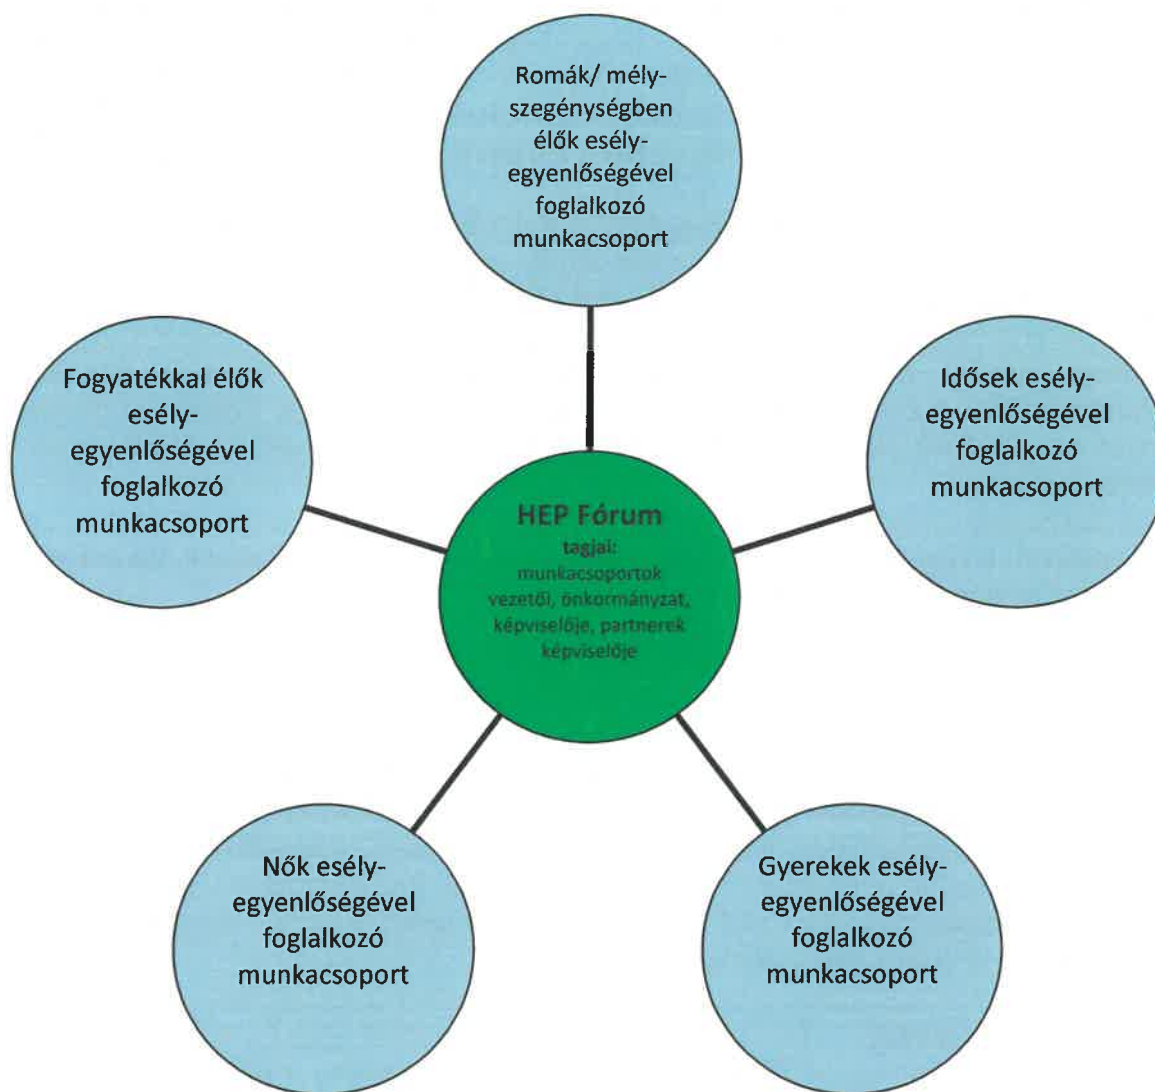 Romák/ mély-
szegénységben
élők esély-
egyenlőségével
foglalkozó
munkacsoport
Fogyatékkal élők
esély-
egyenlőségével
foglalkozó
munkacsoport
Idősek esély-
egyenlőségével
foglalkozó
munkacsoport
HEP Fórum
tagjai:
munkacsoportok
vezetői, önkormányzat,
képviselője, partnerek
képviselője
Nők esély-
egyenlőségével
foglalkozó
munkacsoport
Gyerekek esély-
egyenlőségével
foglalkozó
munkacsoport